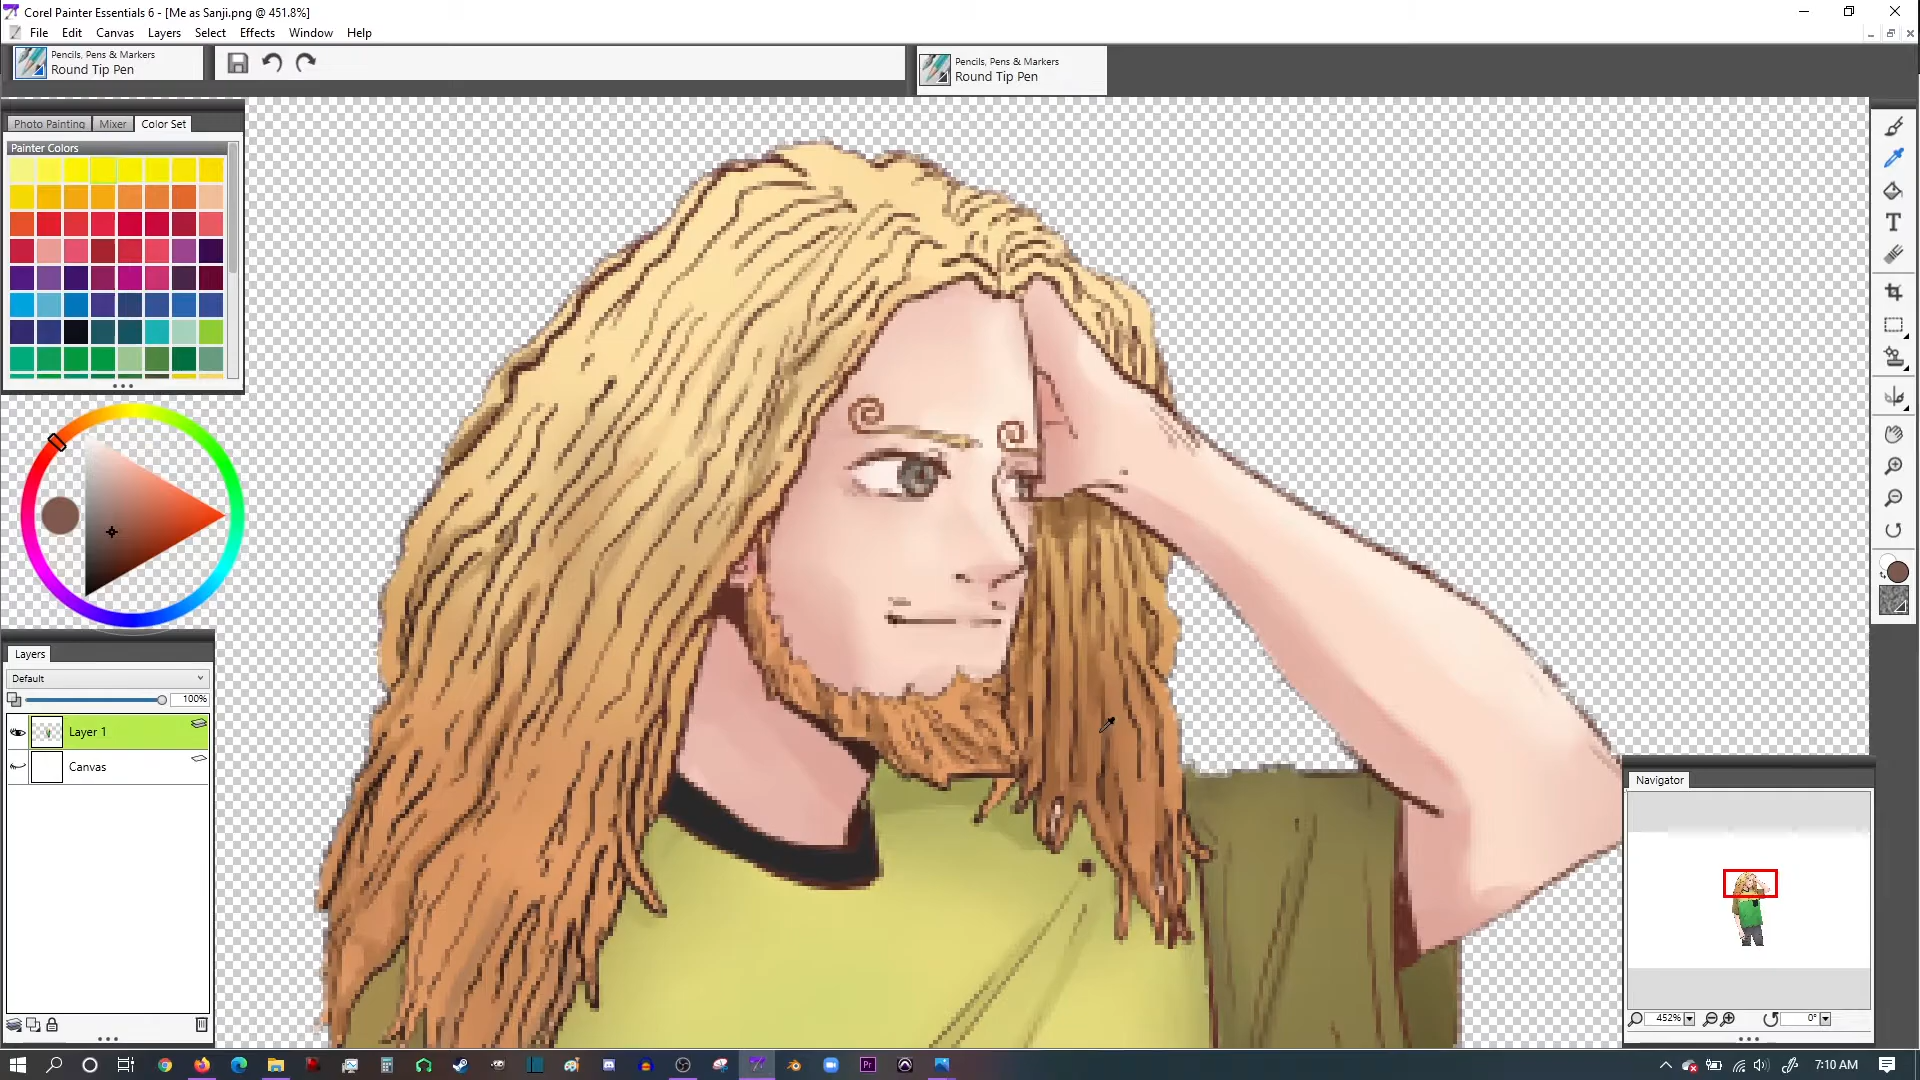 Corel Painter Essentials 6 - [Me as Sanji.png @ 451.8%]
File Edit Canvas Layers Select Effects Window Help
Pencils, Pens & Markers
Round Tip Pen
Pencils, Pens & Markers
Round Tip Pen
Photo Painting Mixer Color Set
Painter Colors
Layers
Default
100%
Layer 1
Canvas
Navigator
452% 0°
7:10 AM